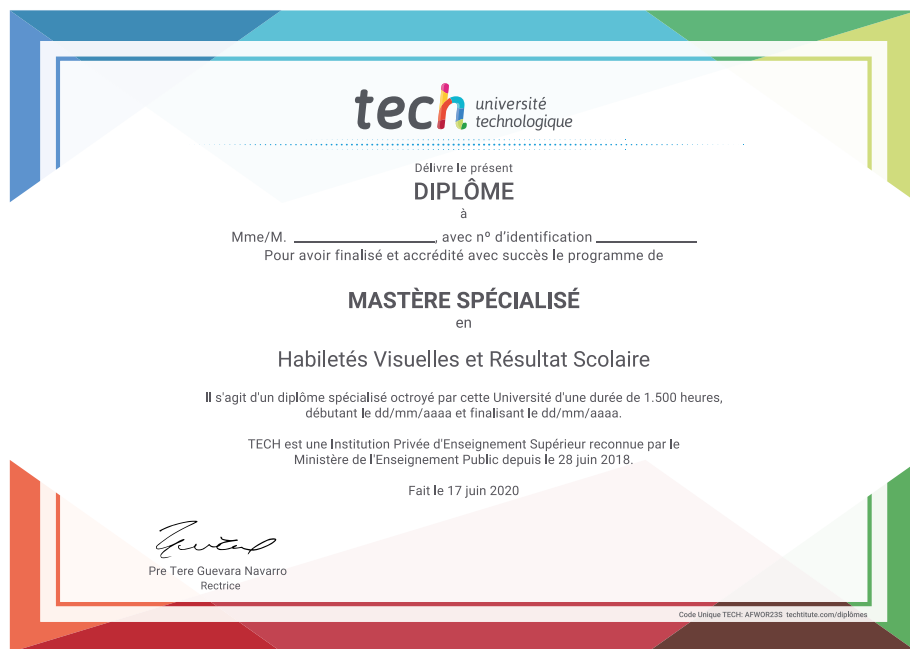 tech université
technologique
Délivre le présent
DIPLÔME
à
Mme/M. ____________, avec nº d'identification ____________
Pour avoir finalisé et accrédité avec succès le programme de
MASTÈRE SPÉCIALISÉ
en
Habiletés Visuelles et Résultat Scolaire
Il s'agit d'un diplôme spécialisé octroyé par cette Université d'une durée de 1.500 heures,
débutant le dd/mm/aaaa et finalisant le dd/mm/aaaa.
TECH est une Institution Privée d'Enseignement Supérieur reconnue par le
Ministère de l'Enseignement Public depuis le 28 juin 2018.
Fait le 17 juin 2020
Pre Tere Guevara Navarro
Rectrice
Code Unique TECH: AFWOR23S techtitute.com/diplômes